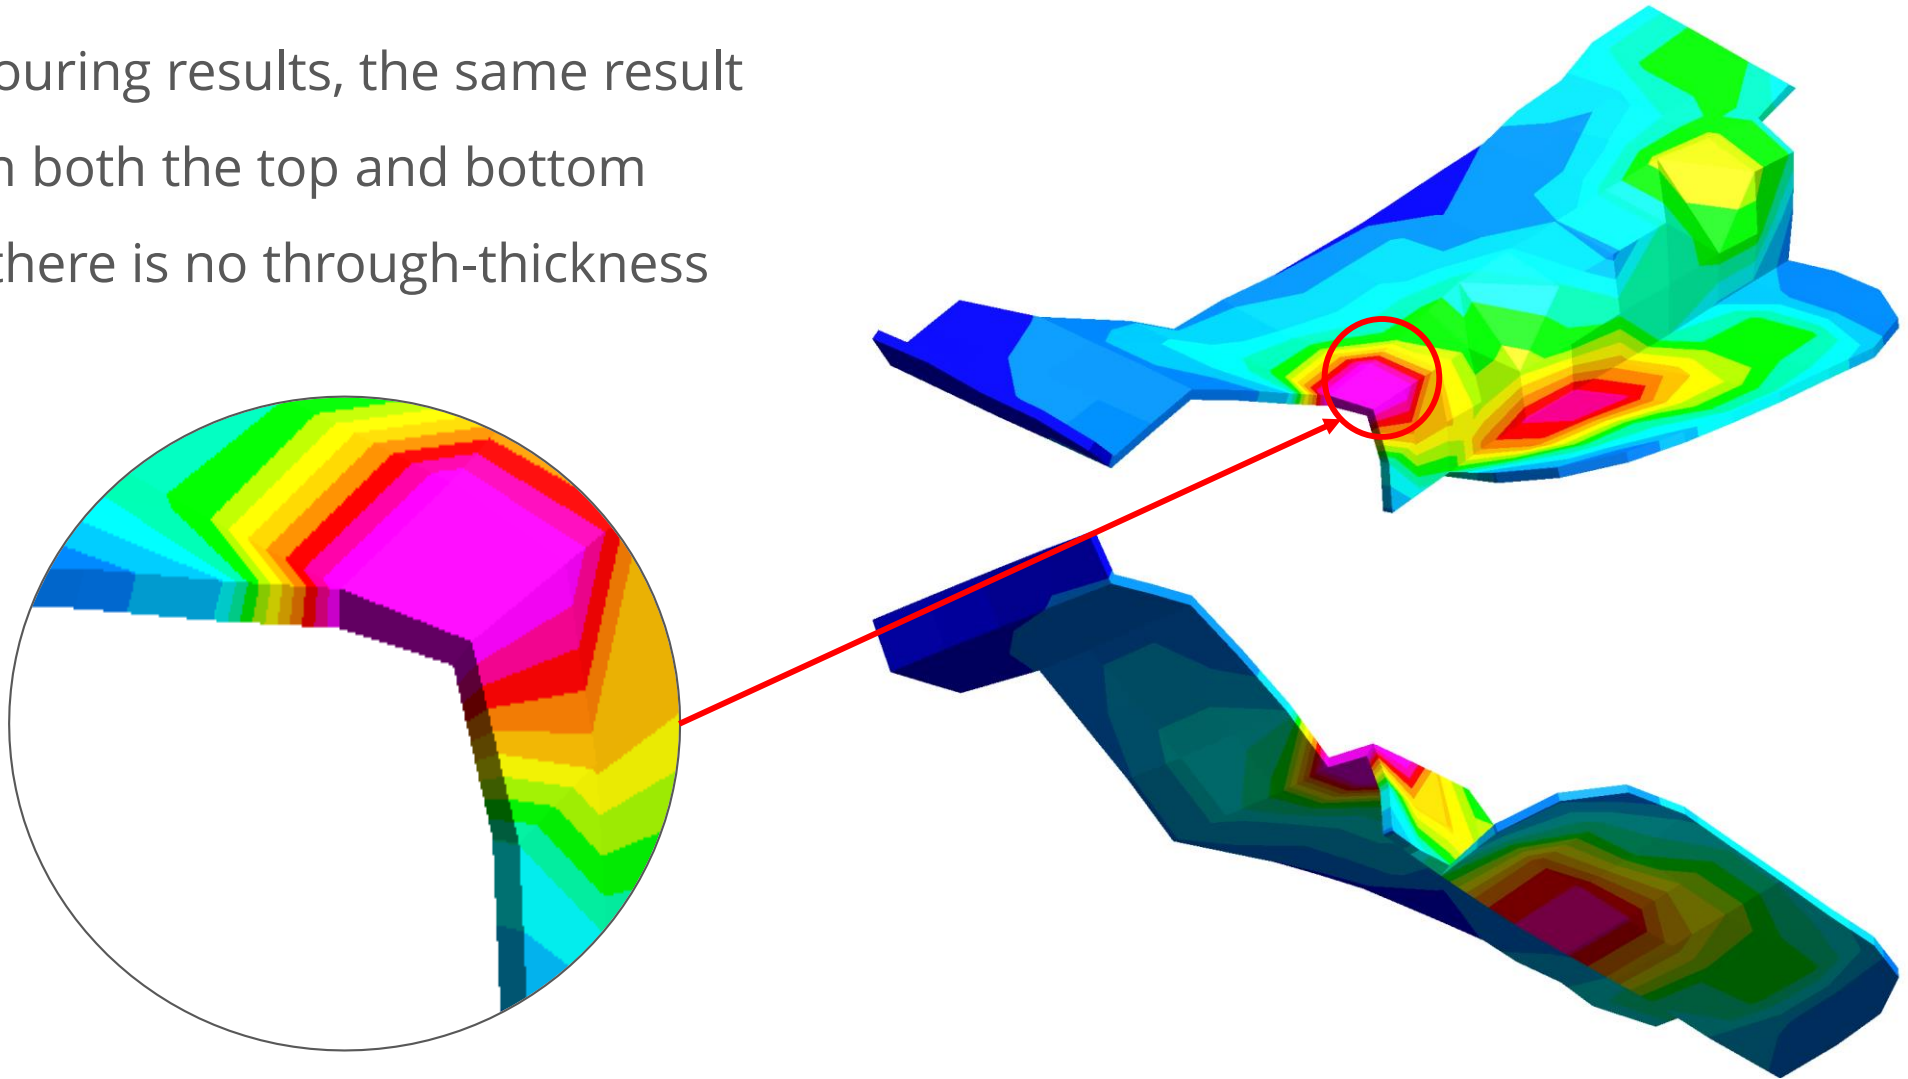 ouring results, the same result
both the top and bottom
there is no through-thickness